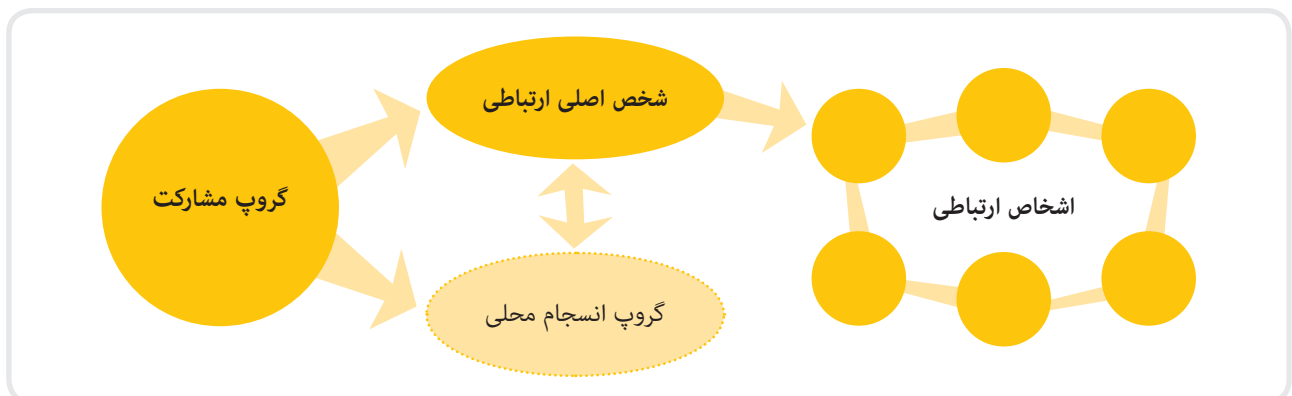 شخص اصلی ارتباطی
گروپ مشارکت
اشخاص ارتباطی
گروپ انسجام محلی